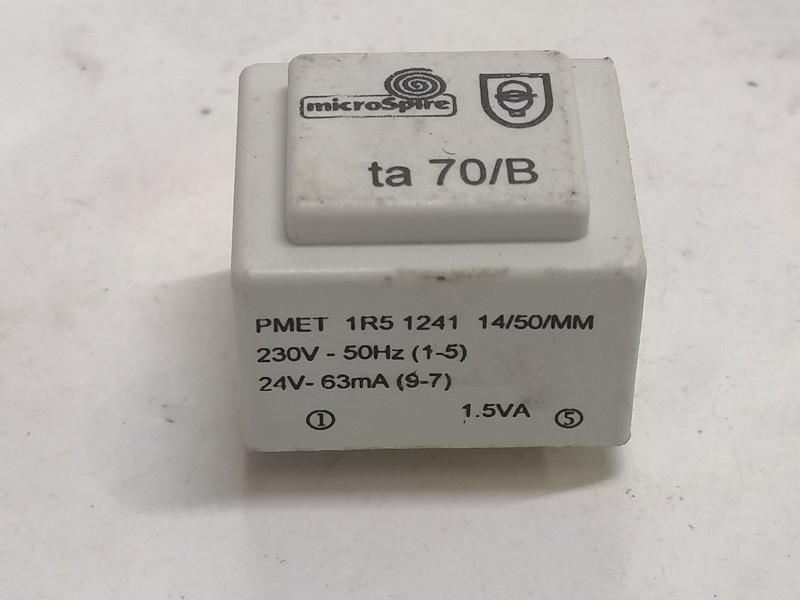 microSpire
ta 70/B
PMET 1R5 1241 14/50/MM
230V - 50Hz (1-5)
24V- 63mA (9-7)
1.5VA
① ⑤